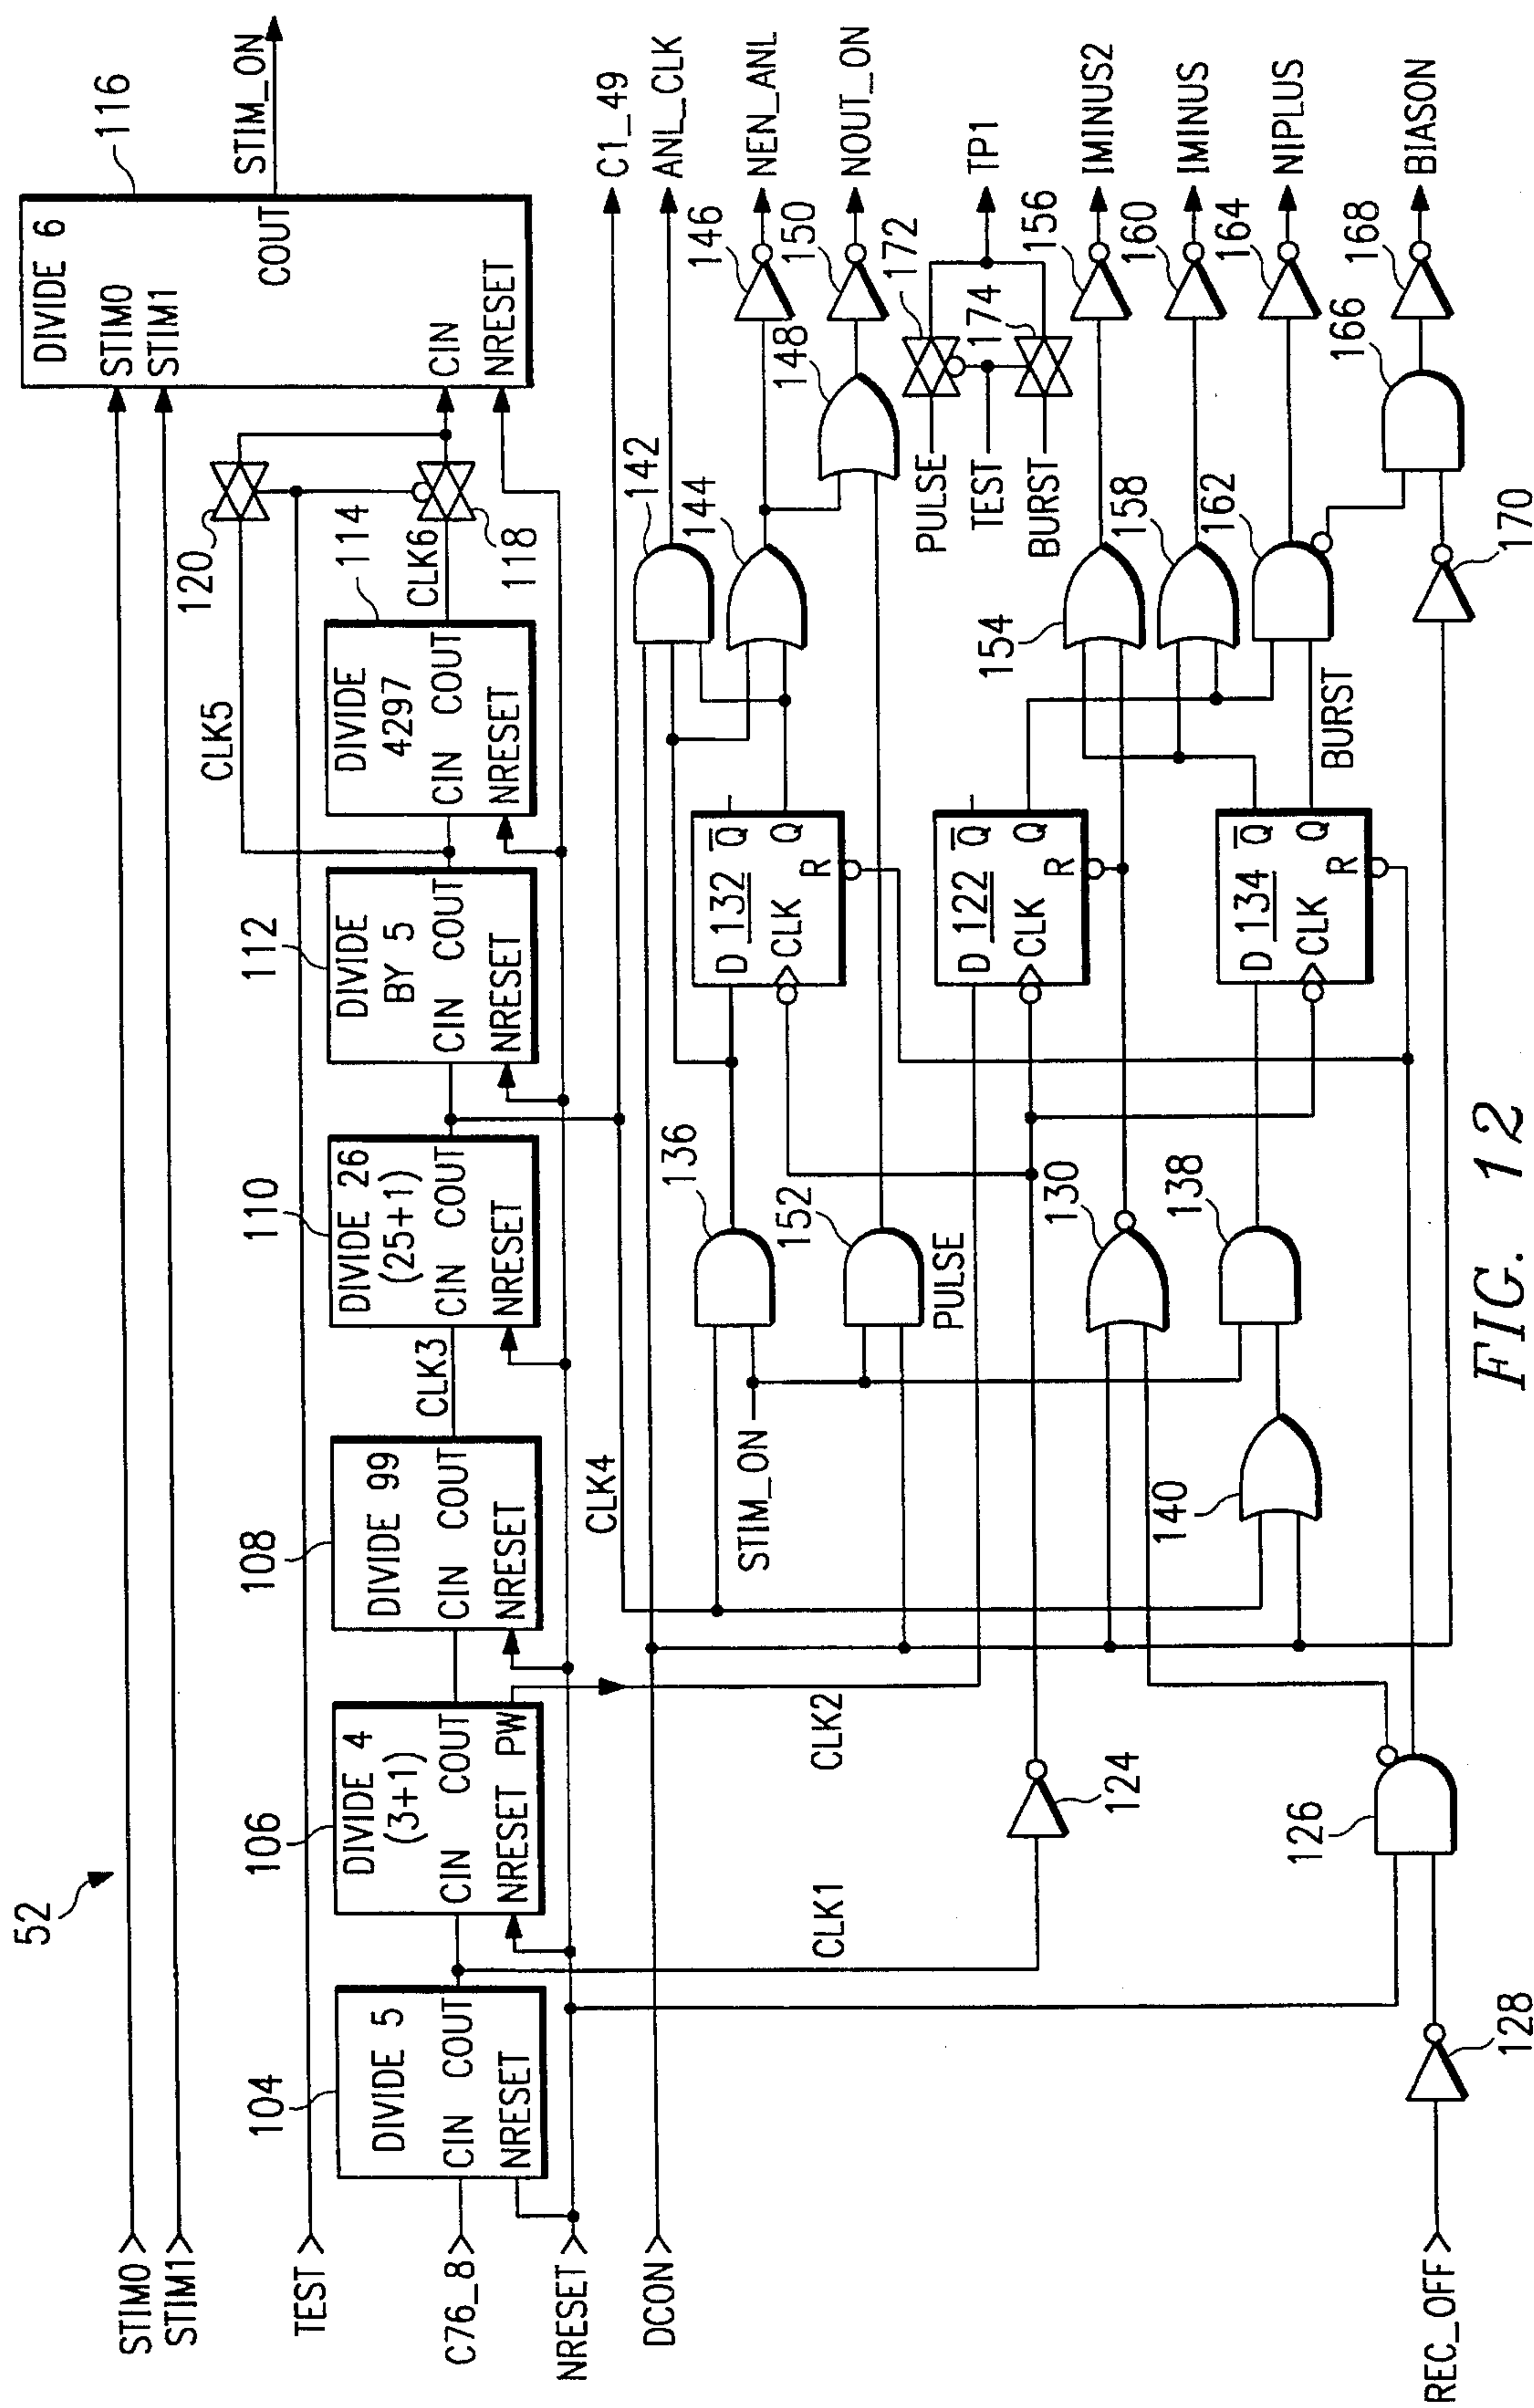 52
STIM0
STIM1
TEST
C76_8
NRESET
DCON
REC_OFF
104
DIVIDE 5
CIN COUT
NRESET
106
DIVIDE 4
(3+1)
CIN COUT
NRESET PW
108
DIVIDE 99
CIN COUT
NRESET
CLK3
110
DIVIDE 26
(25+1)
CIN COUT
NRESET
112
DIVIDE
BY 5
CIN COUT
NRESET
CLK5
DIVIDE
4297
CIN COUT
NRESET
114
120
CLK6
118
DIVIDE 6
STIM0
STIM1
COUT
CIN
NRESET
116
STIM_ON
CLK1
CLK2
CLK4
STIM_ON
124
126
128
130
136
138
140
152
PULSE
D 132 Q
CLK Q
R
D 122 Q
CLK Q
R
D 134 Q
CLK Q
R
BURST
142
144
146
148
150
PULSE
TEST
BURST
172
174
154
156
158
160
162
164
166
168
170
C1_49
ANL_CLK
NEN_ANL
NOUT_ON
TP1
IMINUS2
IMINUS
NIPLUS
BIASON
FIG. 12